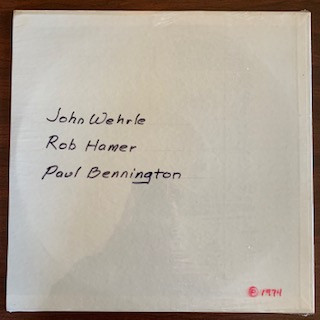 John Wehrle
Rob Hamer
Paul Bennington
℗ 1974